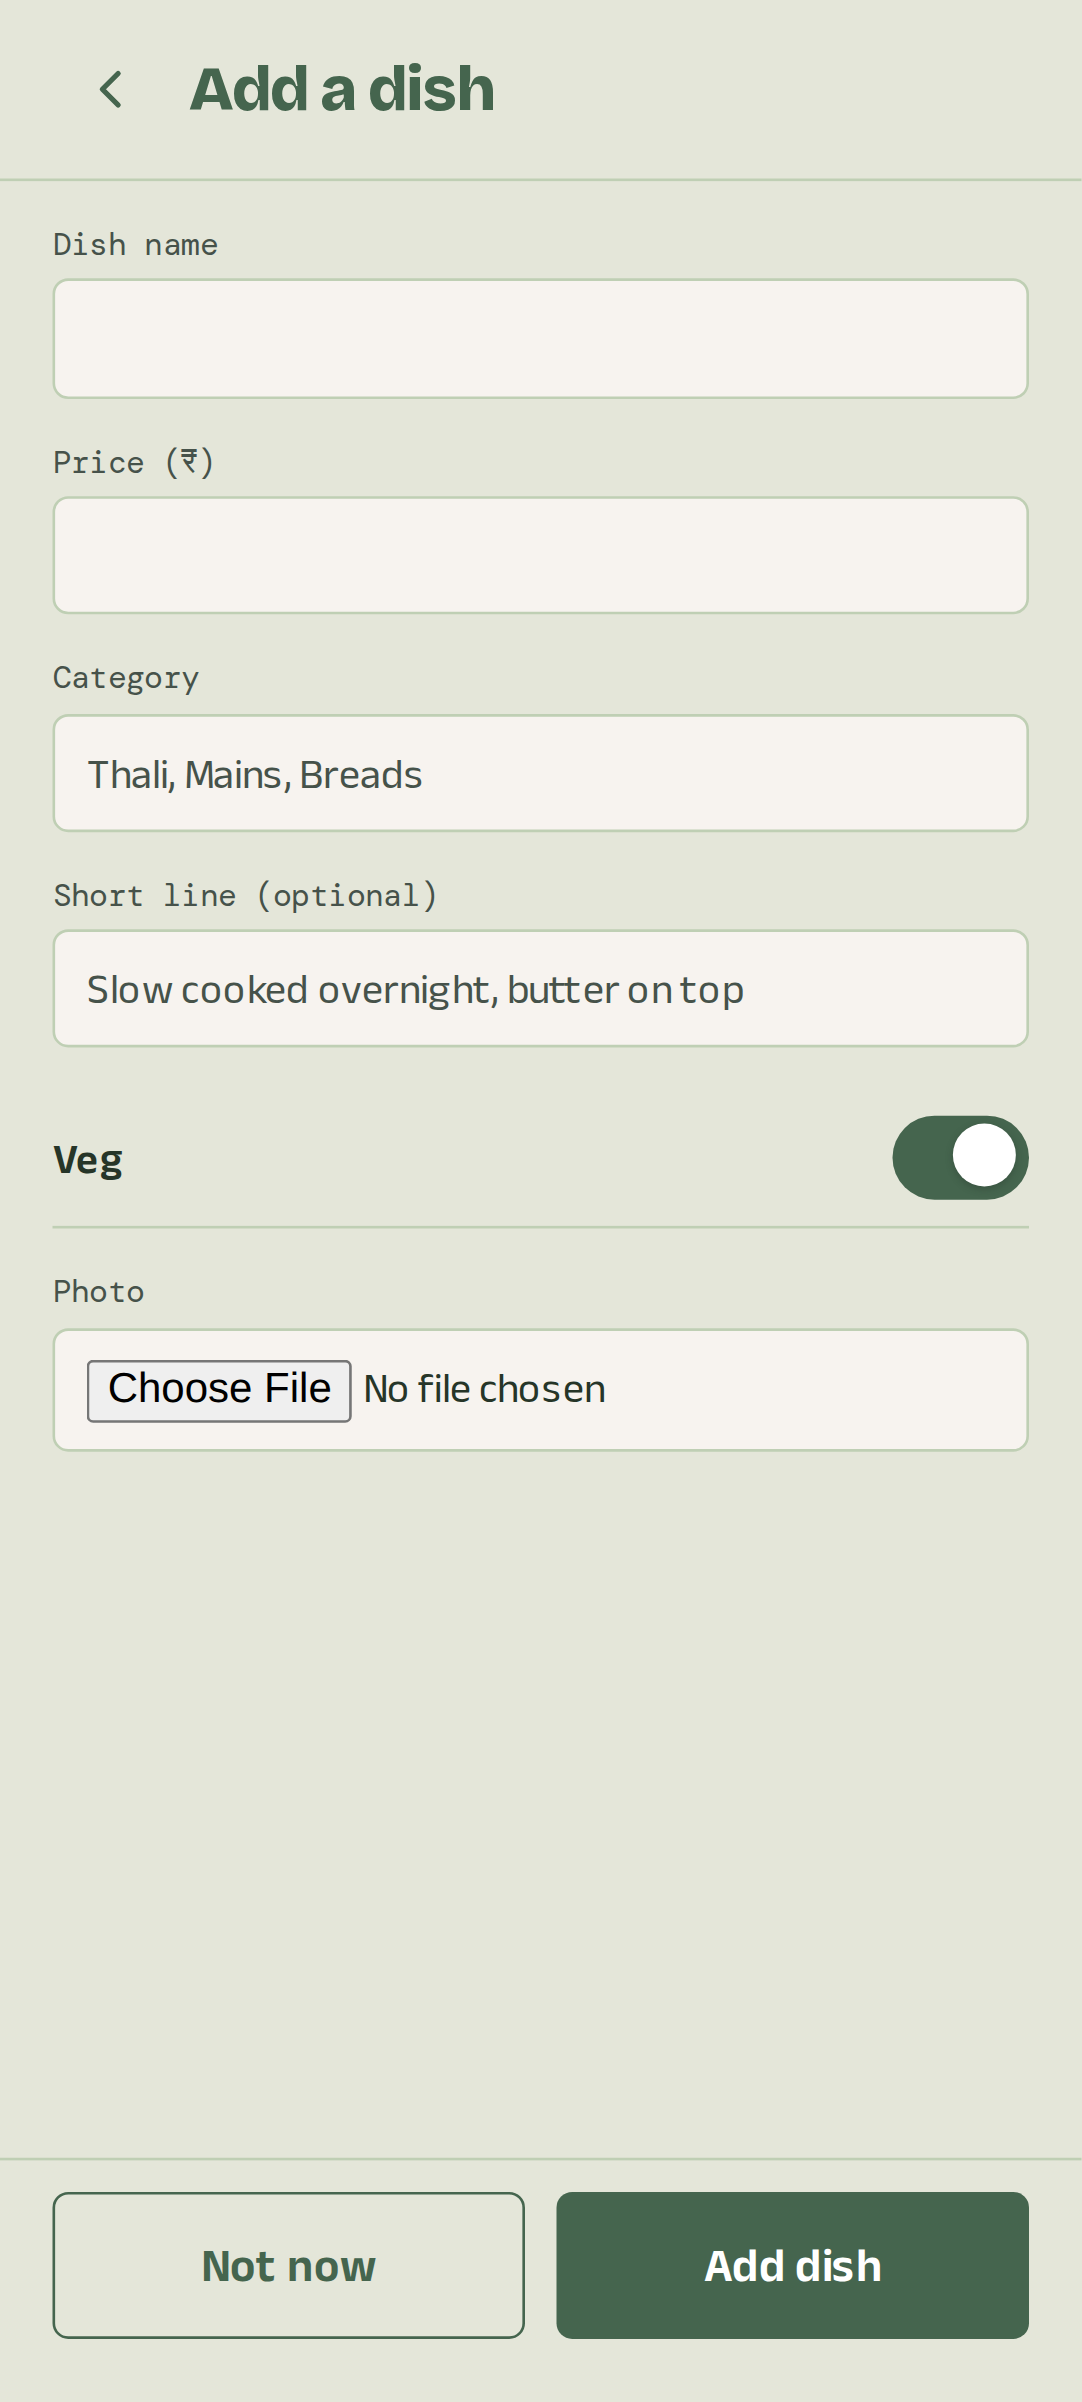 Add a dish
Dish name
Price (₹)
Category
Thali, Mains, Breads
Short line (optional)
Slow cooked overnight, butter on top
Veg
Photo
Choose File No file chosen
Not now
Add dish